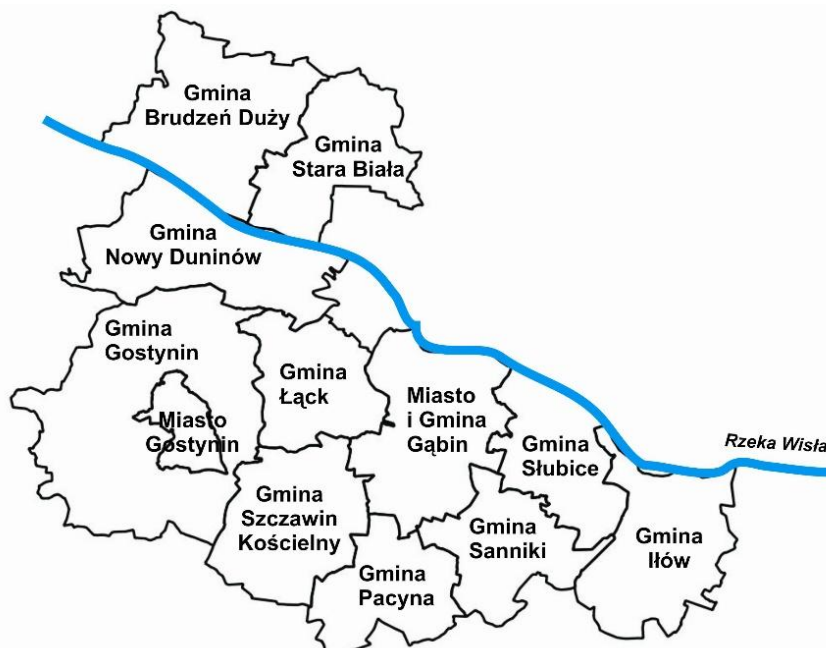 Gmina
Brudzeń Duży
Gmina
Stara Biała
Gmina
Nowy Duninów
Gmina
Gostynin
Miasto
Gostynin
Gmina
Łąck
Miasto
i Gmina
Gąbin
Gmina
Słubice
Rzeka Wisła
Gmina
Szczawin
Kościelny
Gmina
Sanniki
Gmina
Iłów
Gmina
Pacyna